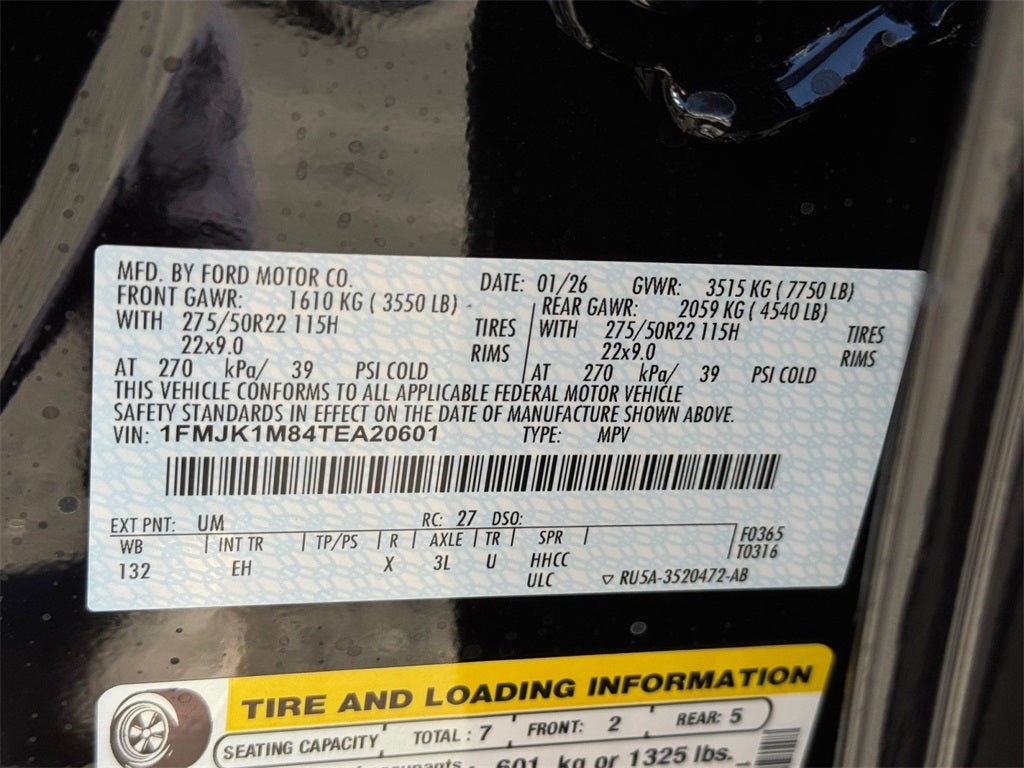 MFD. BY FORD MOTOR CO. DATE: 01/26 GVWR: 3515 KG ( 7750 LB)
FRONT GAWR: 1610 KG ( 3550 LB) REAR GAWR: 2059 KG ( 4540 LB)
WITH 275/50R22 115H TIRES WITH 275/50R22 115H TIRES
22x9.0 RIMS 22x9.0 RIMS
AT 270 kPa/ 39 PSI COLD AT 270 kPa/ 39 PSI COLD
THIS VEHICLE CONFORMS TO ALL APPLICABLE FEDERAL MOTOR VEHICLE
SAFETY STANDARDS IN EFFECT ON THE DATE OF MANUFACTURE SHOWN ABOVE.
VIN: 1FMJK1M84TEA20601 TYPE: MPV
EXT PNT: UM RC: 27 DSO:
WB INT TR TP/PS R AXLE TR SPR F0365
132 EH X 3L U HHCC T0316
ULC RU5A-3520472-AB
TIRE AND LOADING INFORMATION
SEATING CAPACITY TOTAL : 7 FRONT: 2 REAR: 5
601 kg or 1325 lbs.